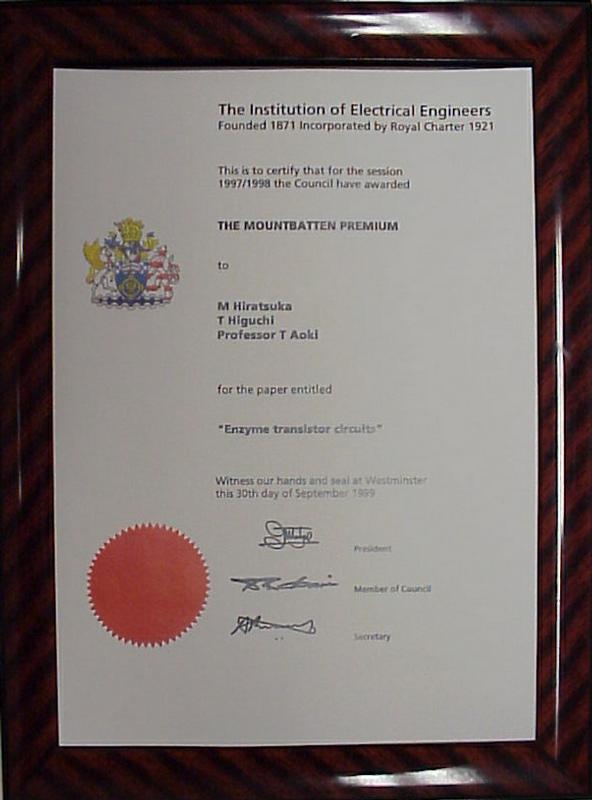 The Institution of Electrical Engineers
Founded 1871 Incorporated by Royal Charter 1921
This is to certify that for the session
1997/1998 the Council have awarded
THE MOUNTBATTEN PREMIUM
to
M Hiratsuka
T Higuchi
Professor T Aoki
for the paper entitled
"Enzyme transistor circuits"
Witness our hands and seal at Westminster
this 30th day of September 1999
President
Member of Council
Secretary